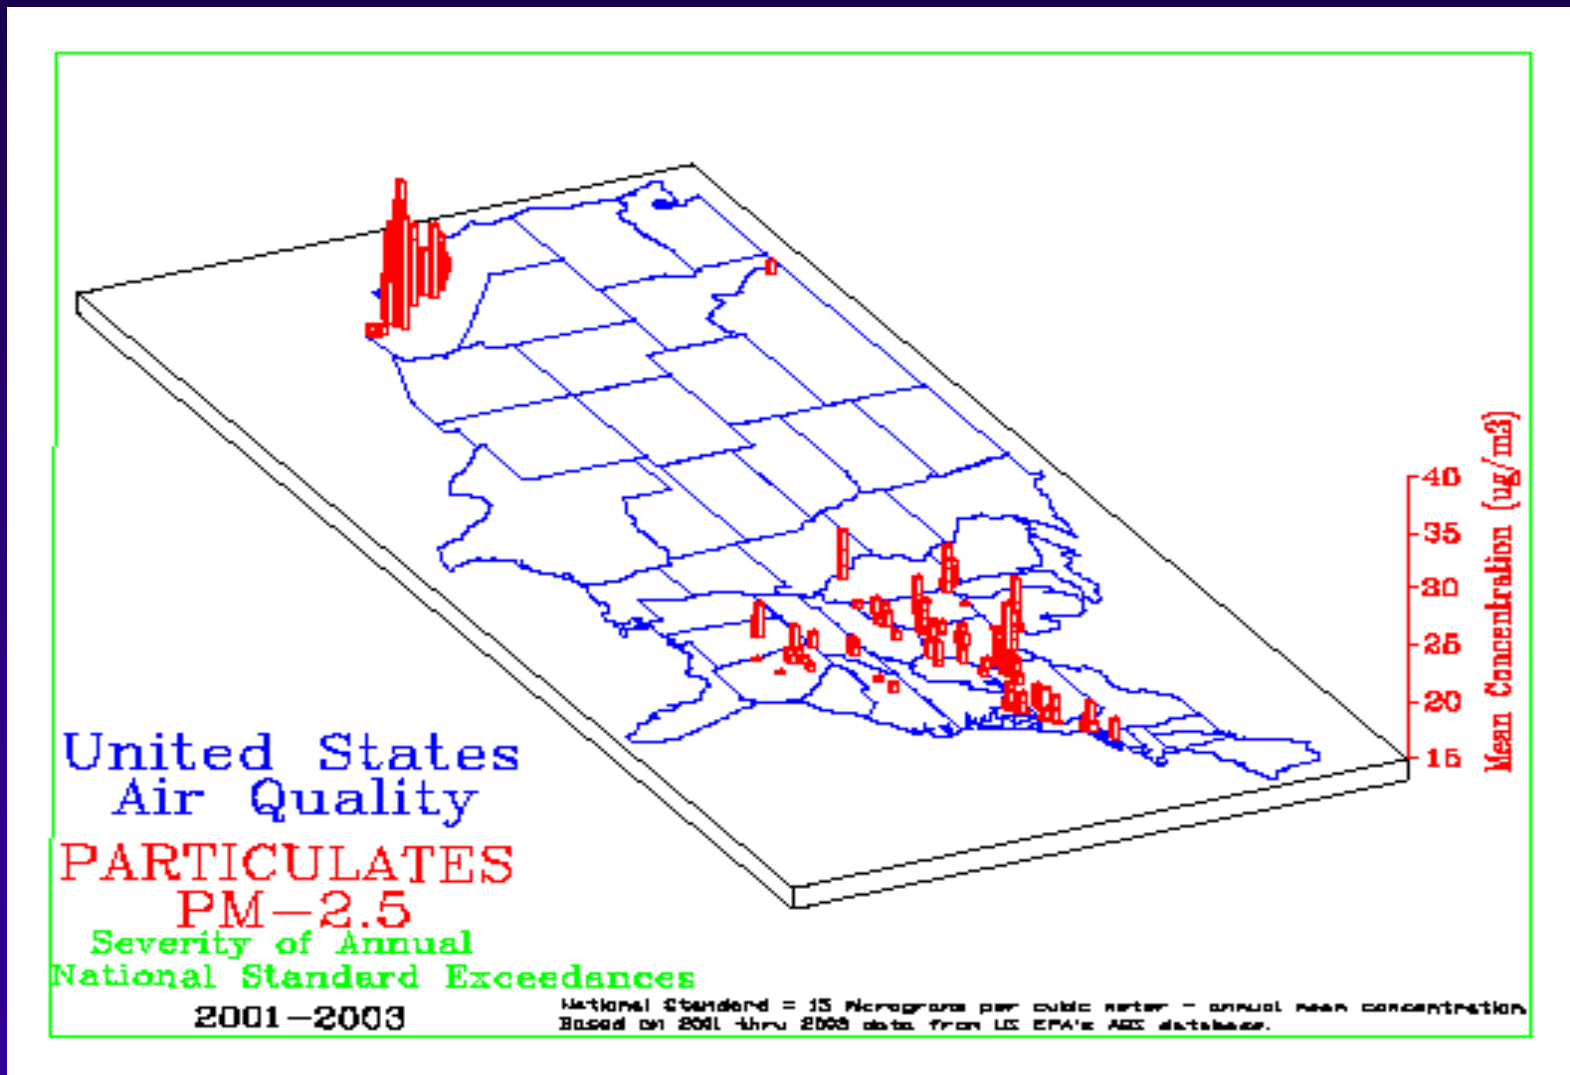 40
35
30
25
20
15
Mean Concentration (ug/m3)
United States
Air Quality
PARTICULATES
PM-2.5
Severity of Annual
National Standard Exceedances
2001-2003
National Standard = 15 Micrograms per cubic meter - annual mean concentration
Based on 2001 thru 2003 data from US EPA's AQS database.